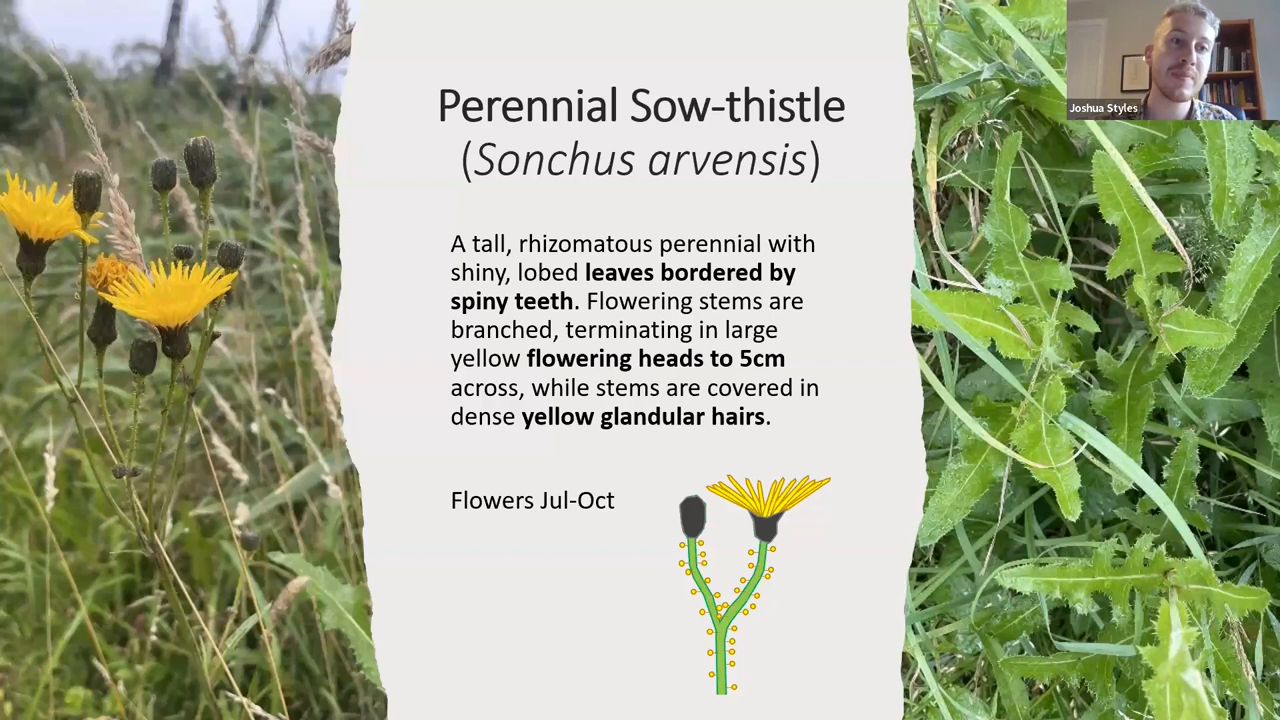 Perennial Sow-thistle
(Sonchus arvensis)
A tall, rhizomatous perennial with
shiny, lobed leaves bordered by
spiny teeth. Flowering stems are
branched, terminating in large
yellow flowering heads to 5cm
across, while stems are covered in
dense yellow glandular hairs.
Flowers Jul-Oct
Joshua Styles